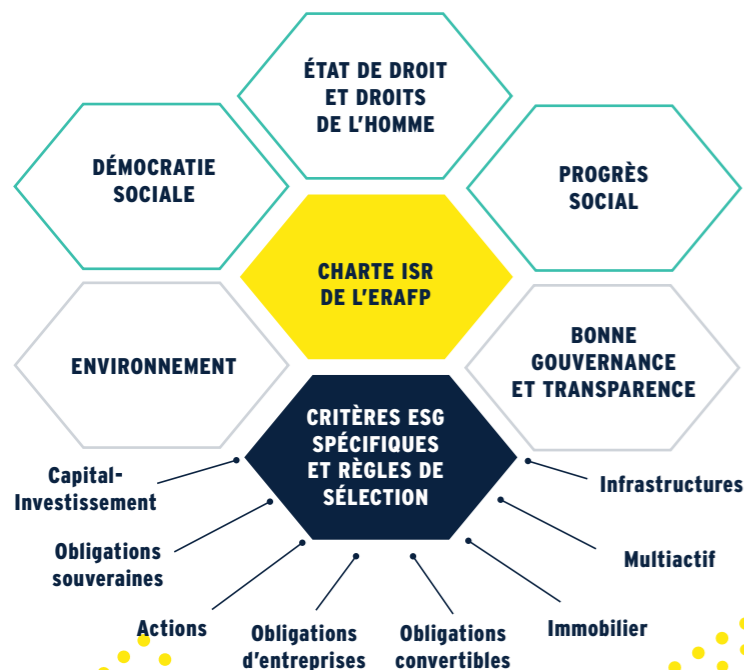 ÉTAT DE DROIT
ET DROITS
DE L'HOMME
DÉMOCRATIE
SOCIALE
PROGRÈS
SOCIAL
CHARTE ISR
DE L'ERAFP
ENVIRONNEMENT
BONNE
GOUVERNANCE
ET TRANSPARENCE
CRITÈRES ESG
SPÉCIFIQUES
ET RÈGLES DE
SÉLECTION
Capital-
Investissement
Obligations
souveraines
Actions
Obligations
d'entreprises
Obligations
convertibles
Immobilier
Multiactif
Infrastructures